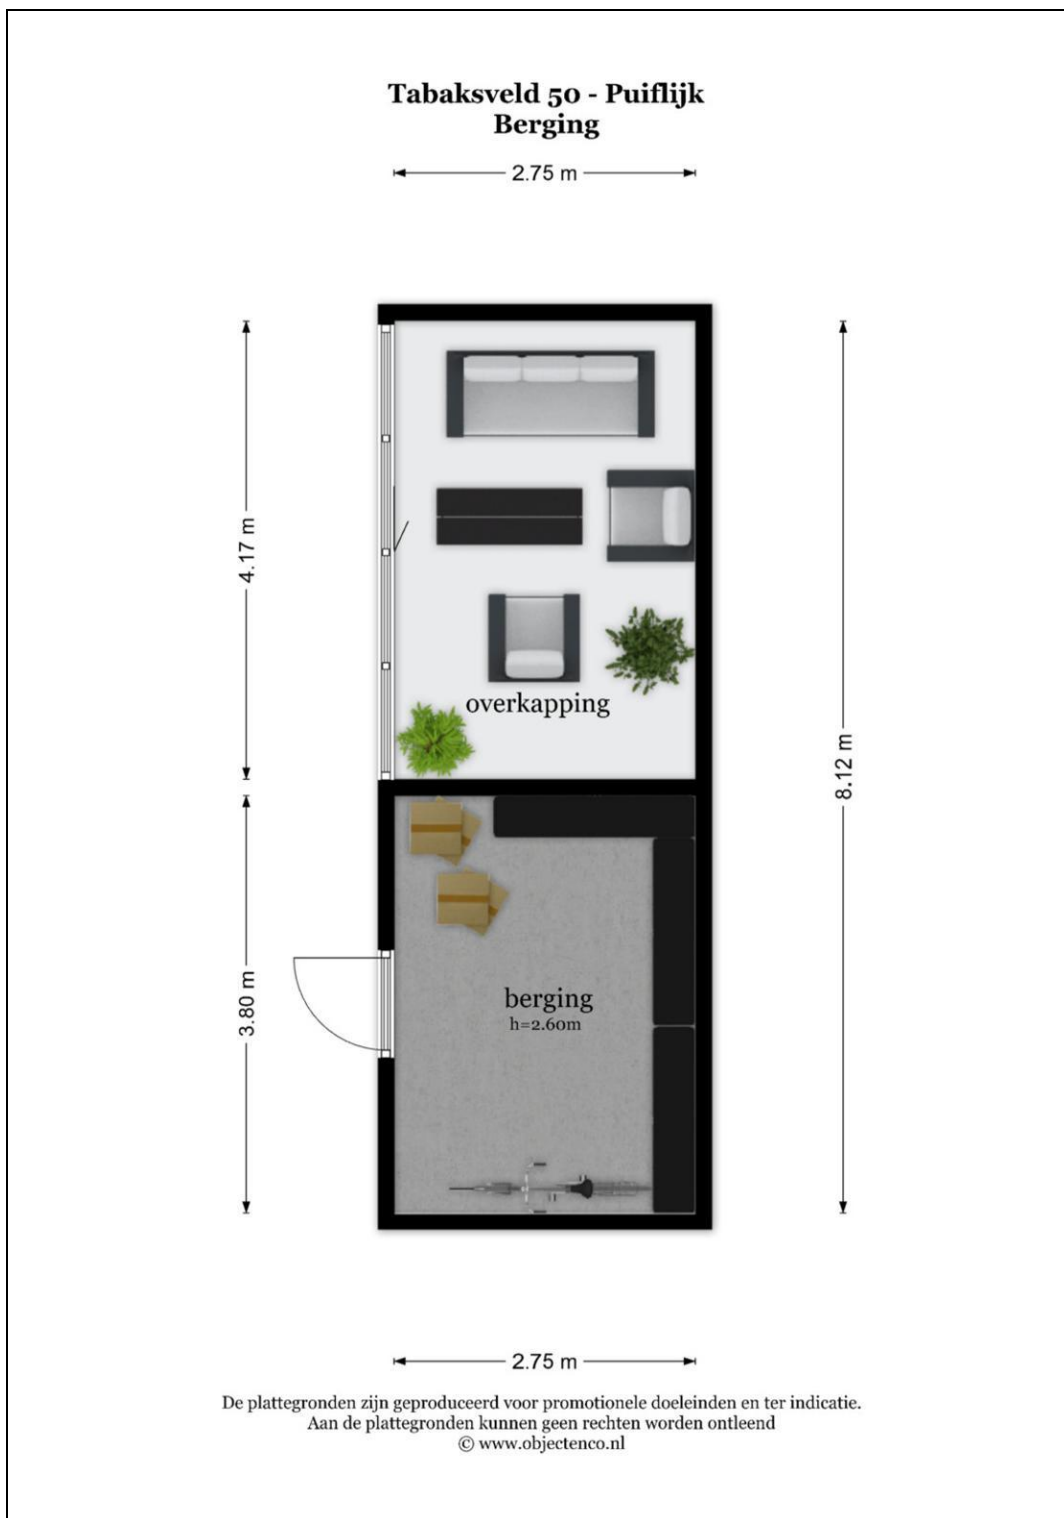 Tabaksveld 50 - Puiflijk
Berging
2.75 m
4.17 m
8.12 m
overkapping
3.80 m
berging
h=2.60m
2.75 m
De plattegronden zijn geproduceerd voor promotionele doeleinden en ter indicatie.
Aan de plattegronden kunnen geen rechten worden ontleend
© www.objectenco.nl